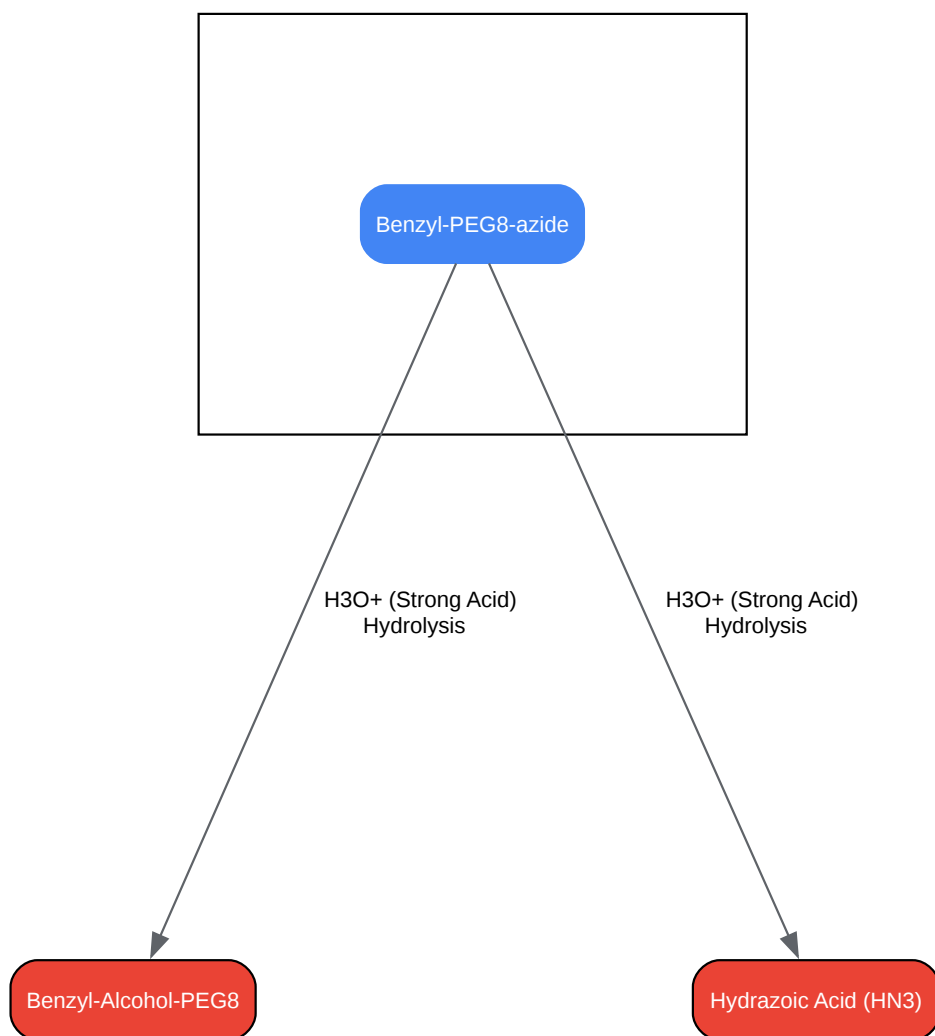 Benzyl-PEG8-azide
H3O+ (Strong Acid)
Hydrolysis
H3O+ (Strong Acid)
Hydrolysis
Benzyl-Alcohol-PEG8
Hydrazoic Acid (HN3)